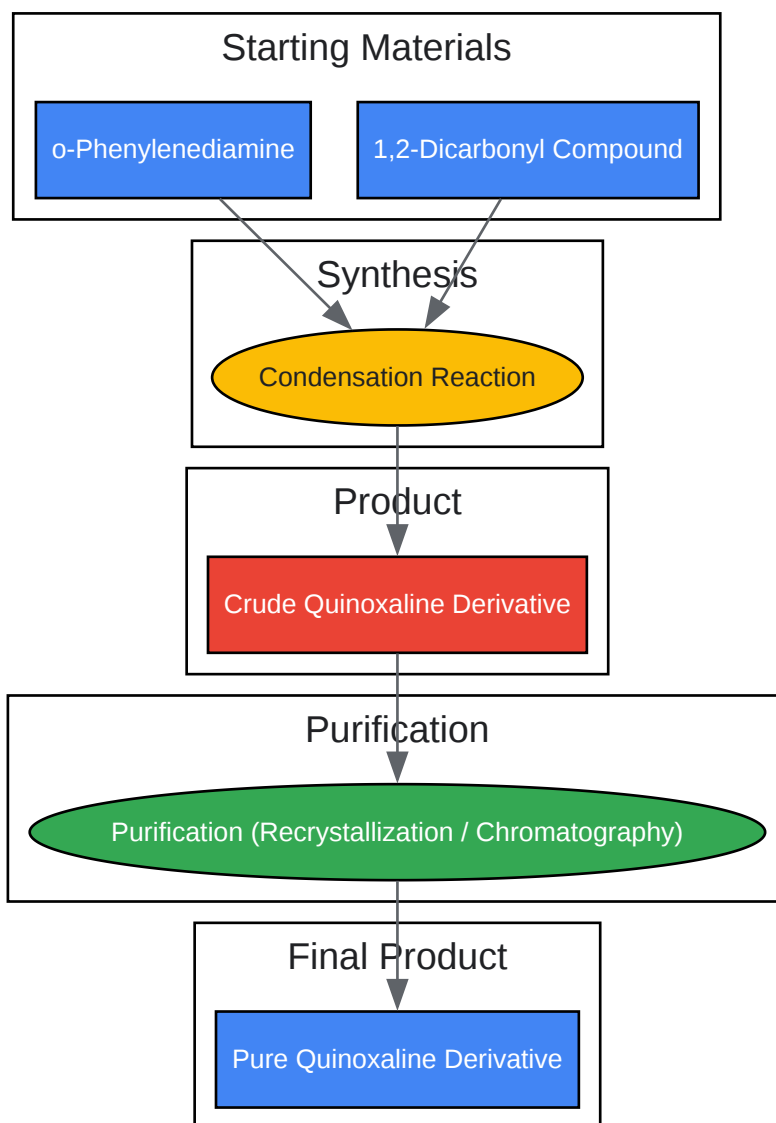 Starting Materials
o-Phenylenediamine
1,2-Dicarbonyl Compound
Synthesis
Condensation Reaction
Product
Crude Quinoxaline Derivative
Purification
Purification (Recrystallization / Chromatography)
Final Product
Pure Quinoxaline Derivative